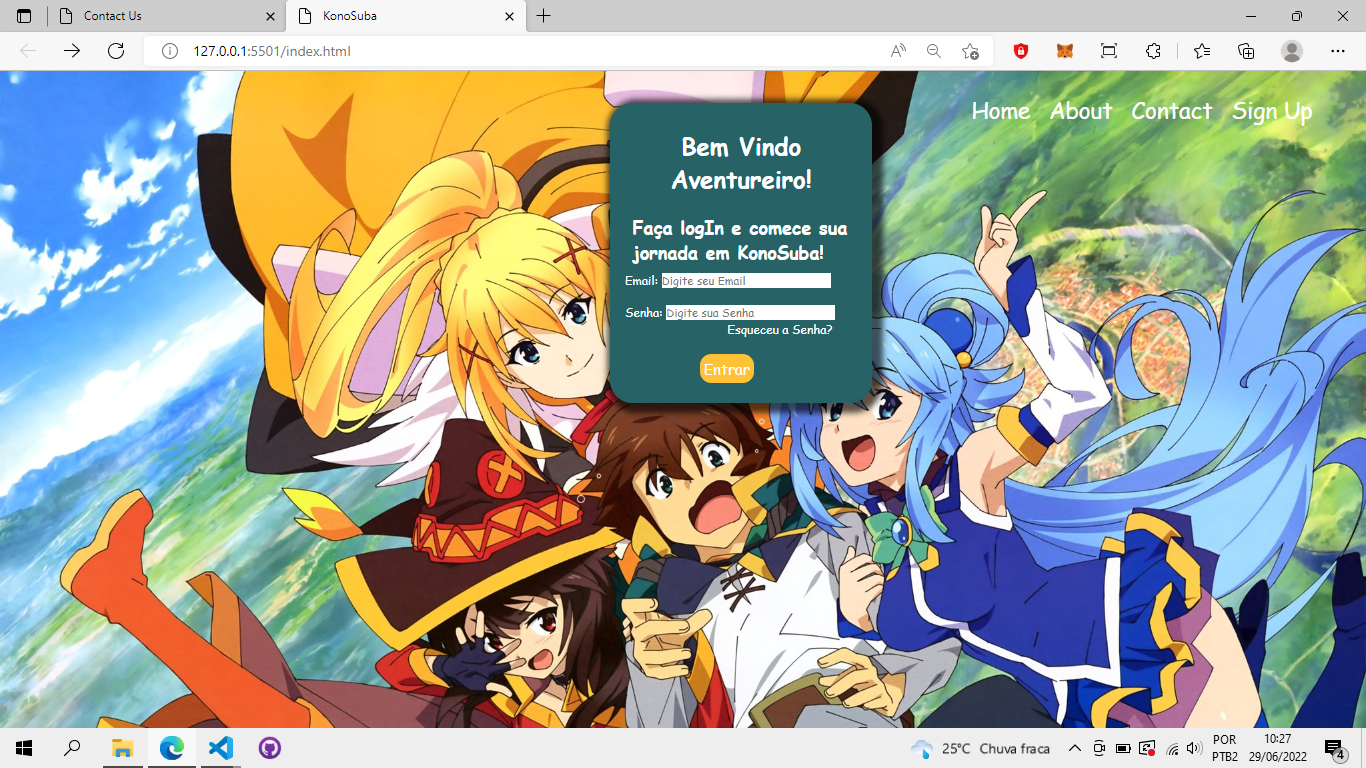 Contact Us
KonoSuba
127.0.0.1:5501/index.html
Home About Contact Sign Up
Bem Vindo
Aventureiro!
Faça logIn e comece sua
jornada em KonoSuba!
Email: Digite seu Email
Senha: Digite sua Senha
Esqueceu a Senha?
Entrar
25°C Chuva fraca
POR
PTB2
10:27
29/06/2022
4